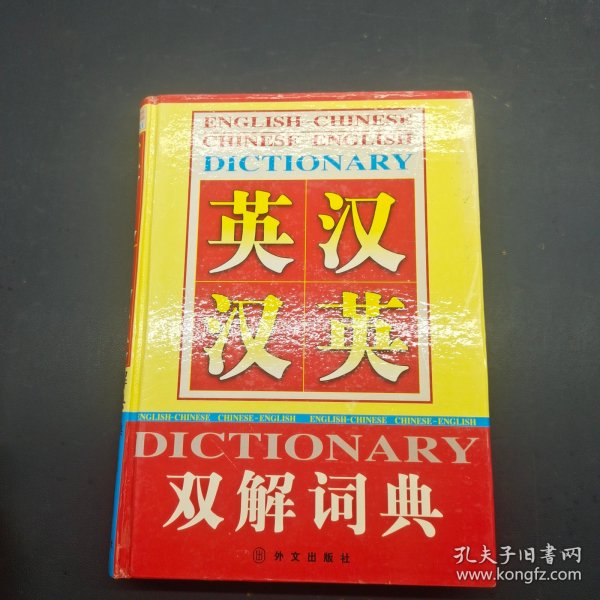 ENGLISH-CHINESE
CHINESE-ENGLISH
DICTIONARY
英汉
汉英
ENGLISH-CHINESE CHINESE-ENGLISH ENGLISH-CHINESE CHINESE-ENGLISH
DICTIONARY
双解词典
外文出版社
孔夫子旧书网
www.kongfz.com